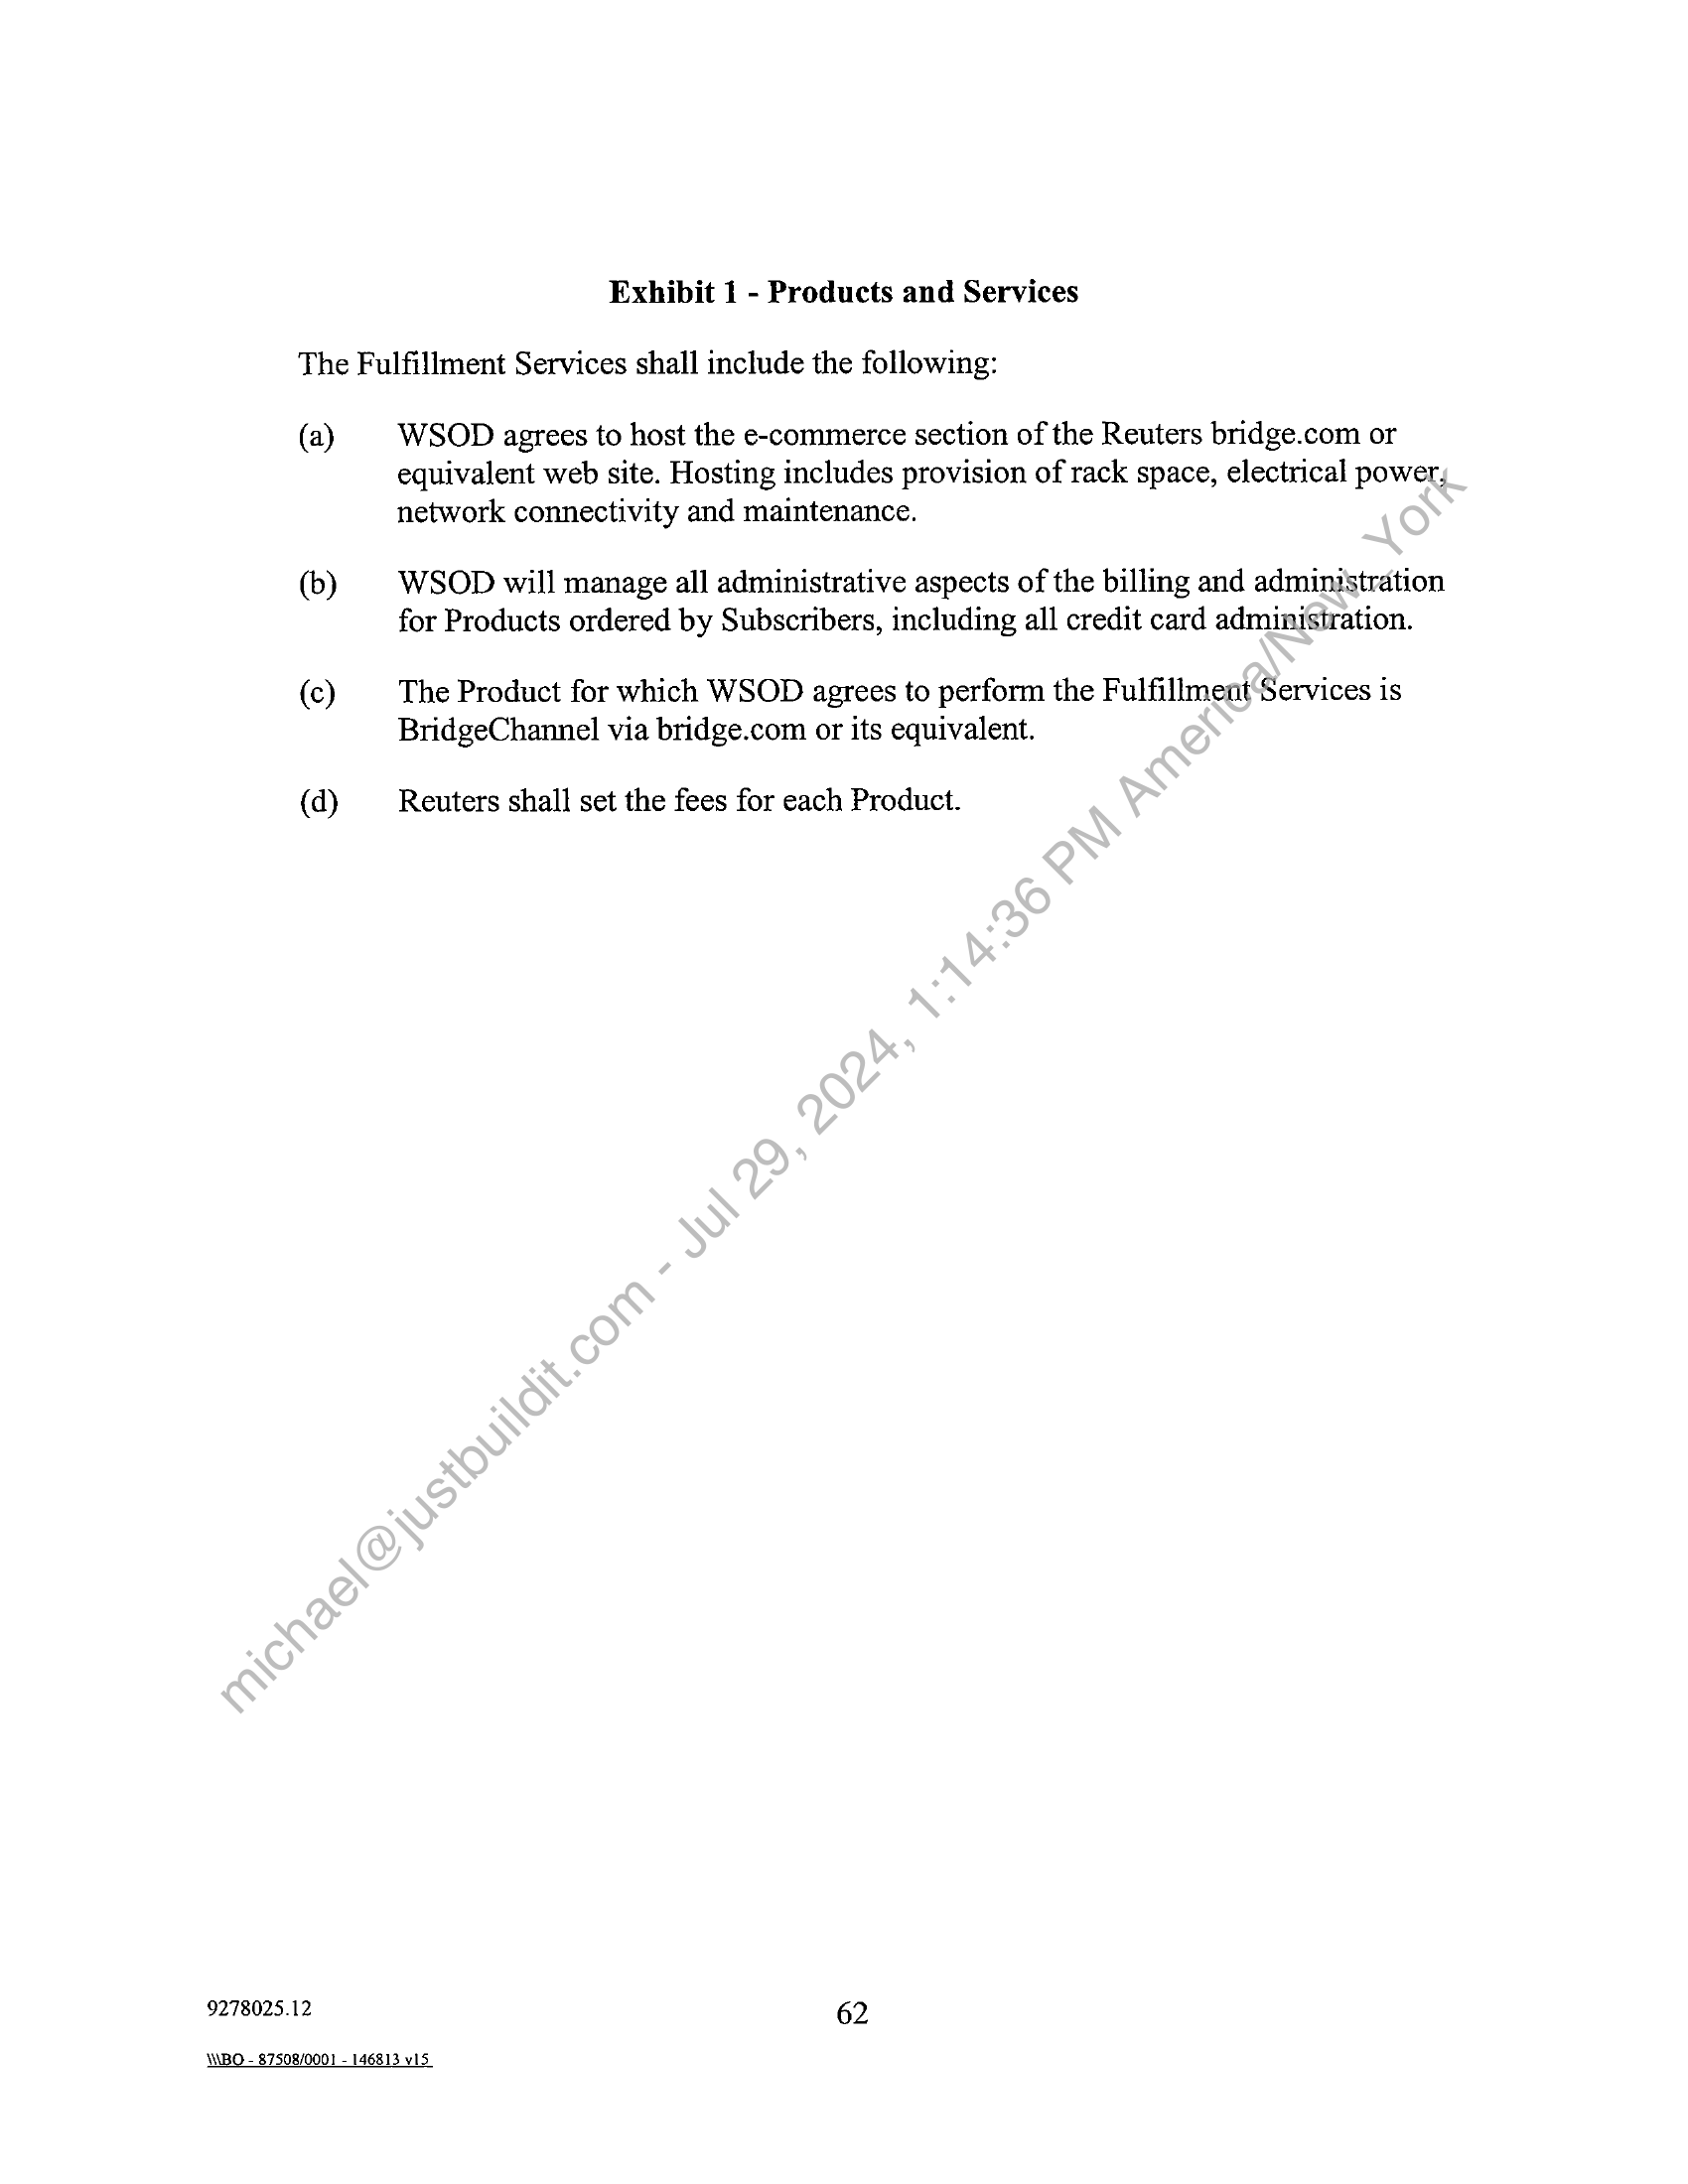 Exhibit 1 - Products and Services
The Fulfillment Services shall include the following:
(a) WSOD agrees to host the e-commerce section of the Reuters bridge.com or
equivalent web site. Hosting includes provision of rack space, electrical power,
network connectivity and maintenance.
(b) WSOD will manage all administrative aspects of the billing and administration
for Products ordered by Subscribers, including all credit card administration.
(c) The Product for which WSOD agrees to perform the Fulfillment Services is
BridgeChannel via bridge.com or its equivalent.
(d) Reuters shall set the fees for each Product.
michael@justbuildit.com - Jul 29, 2024, 1:14:36 PM America/New_York
9278025.12
62
\\\BO - 87508/0001 - 146813 v15